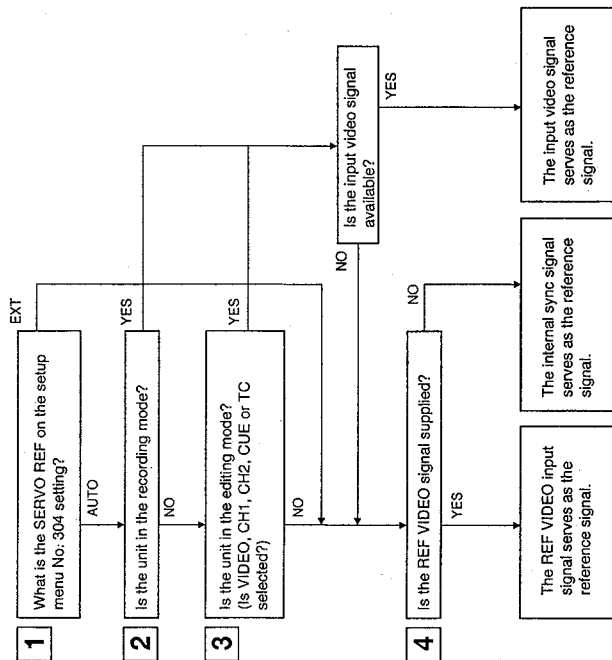 1
What is the SERVO REF on the setup
menu No: 304 setting?
EXT
AUTO
2
Is the unit in the recording mode?
YES
NO
3
Is the unit in the editing mode?
(Is VIDEO, CH1, CH2, CUE or TC
selected?)
YES
NO
Is the input video signal
available?
NO
YES
4
Is the REF VIDEO signal supplied?
NO
YES
The REF VIDEO input
signal serves as the
reference signal.
The internal sync signal
serves as the reference
signal.
The input video signal
serves as the reference
signal.